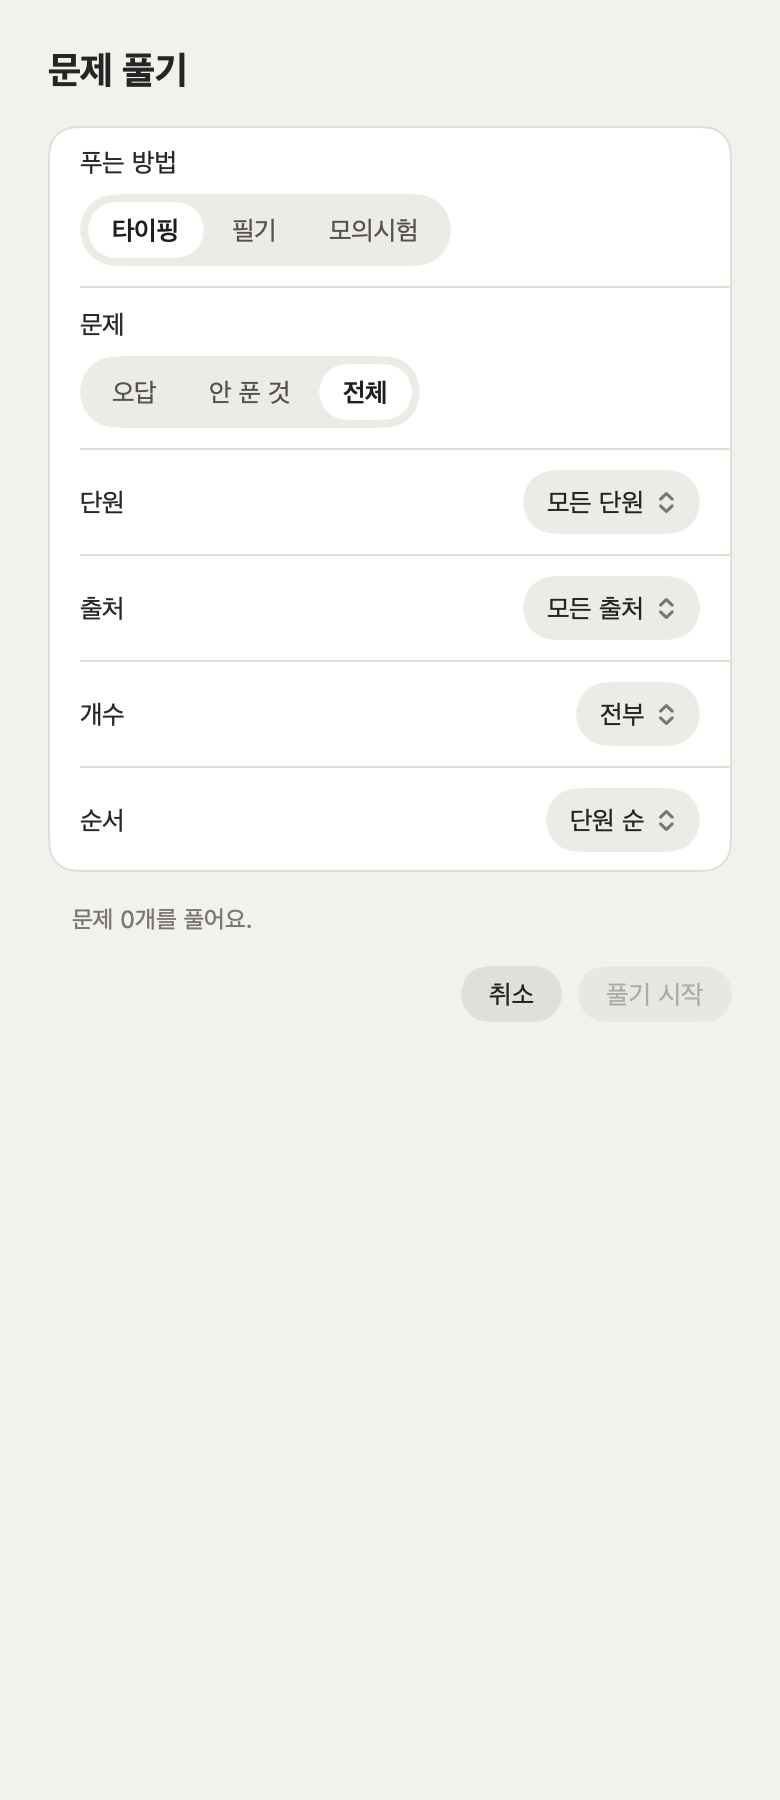 문제 풀기
푸는 방법
타이핑 필기 모의시험
문제
오답 안 푼 것 전체
단원 모든 단원
출처 모든 출처
개수 전부
순서 단원 순
문제 0개를 풀어요.
취소 풀기 시작